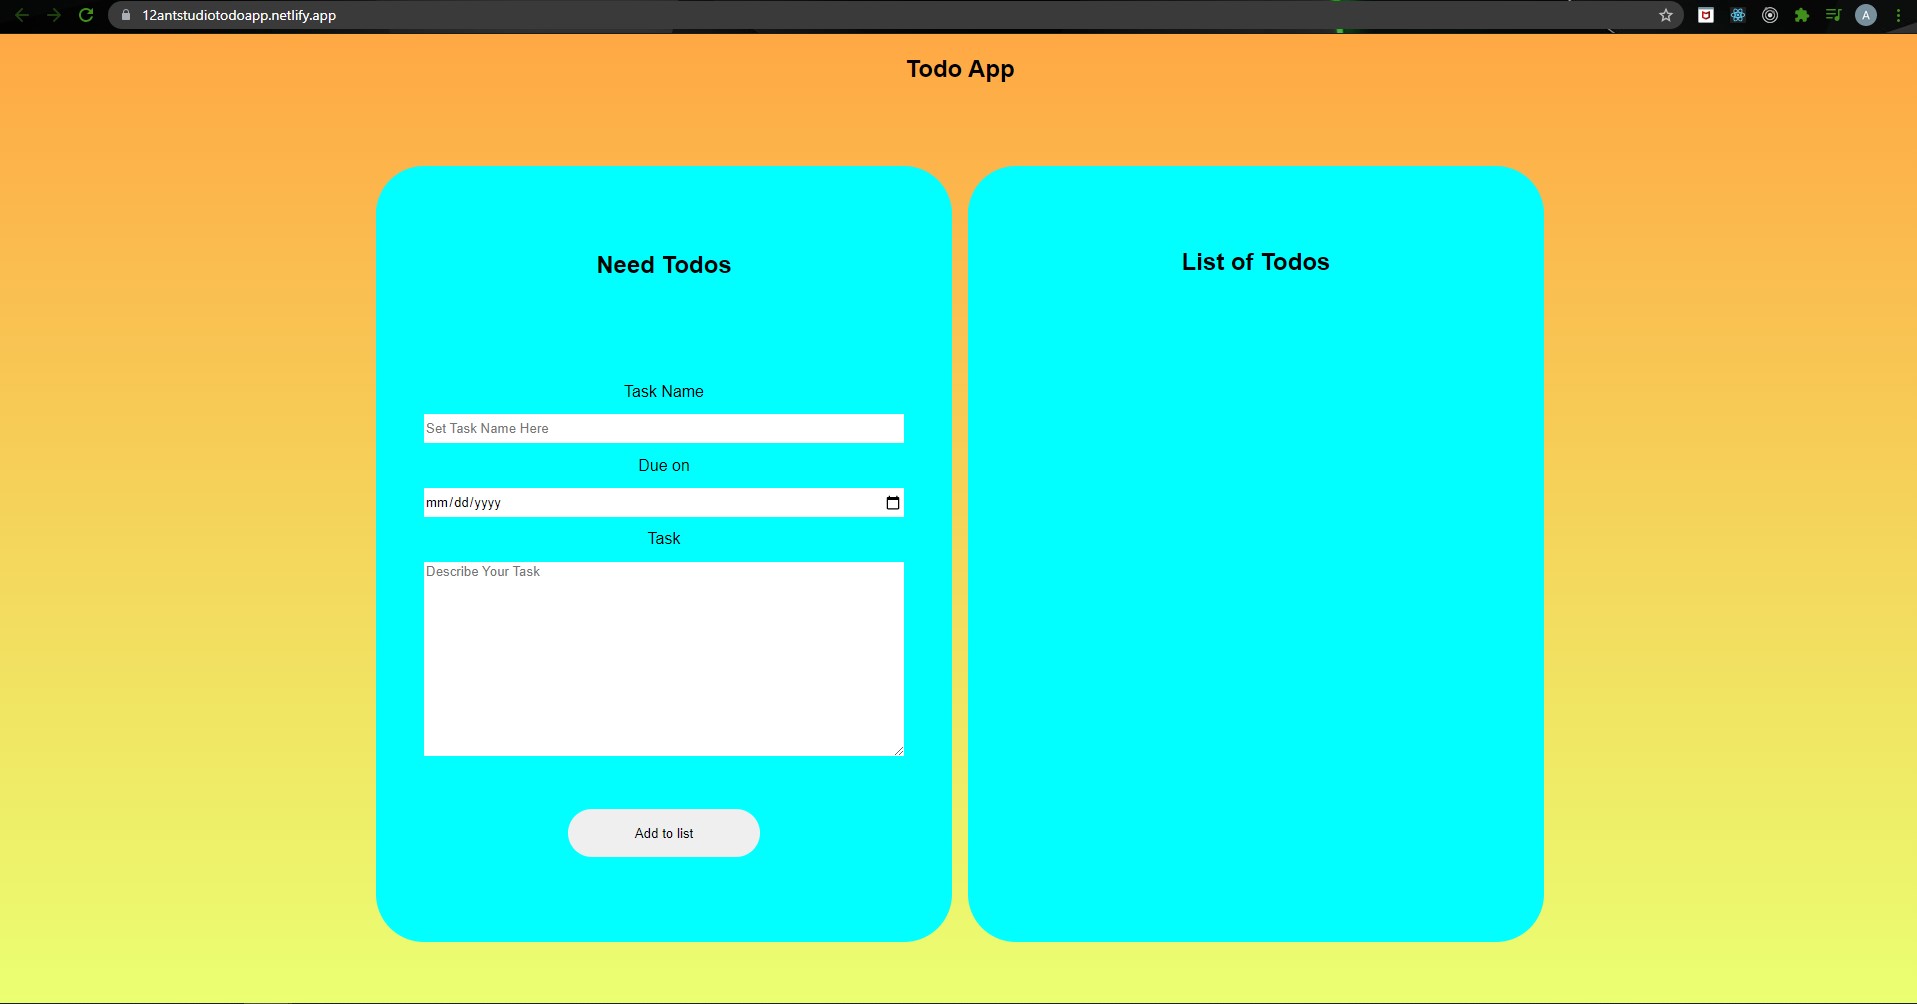 12antstudiotodoapp.netlify.app
A
Todo App
Need Todos
Task Name
Set Task Name Here
Due on
mm/dd/yyyy
Task
Describe Your Task
Add to list
List of Todos